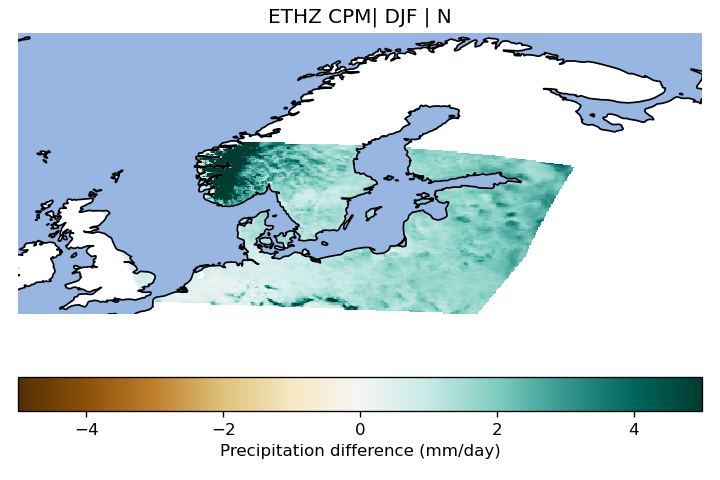 ETHZ CPM| DJF | N
−4 −2 0 2 4
Precipitation difference (mm/day)